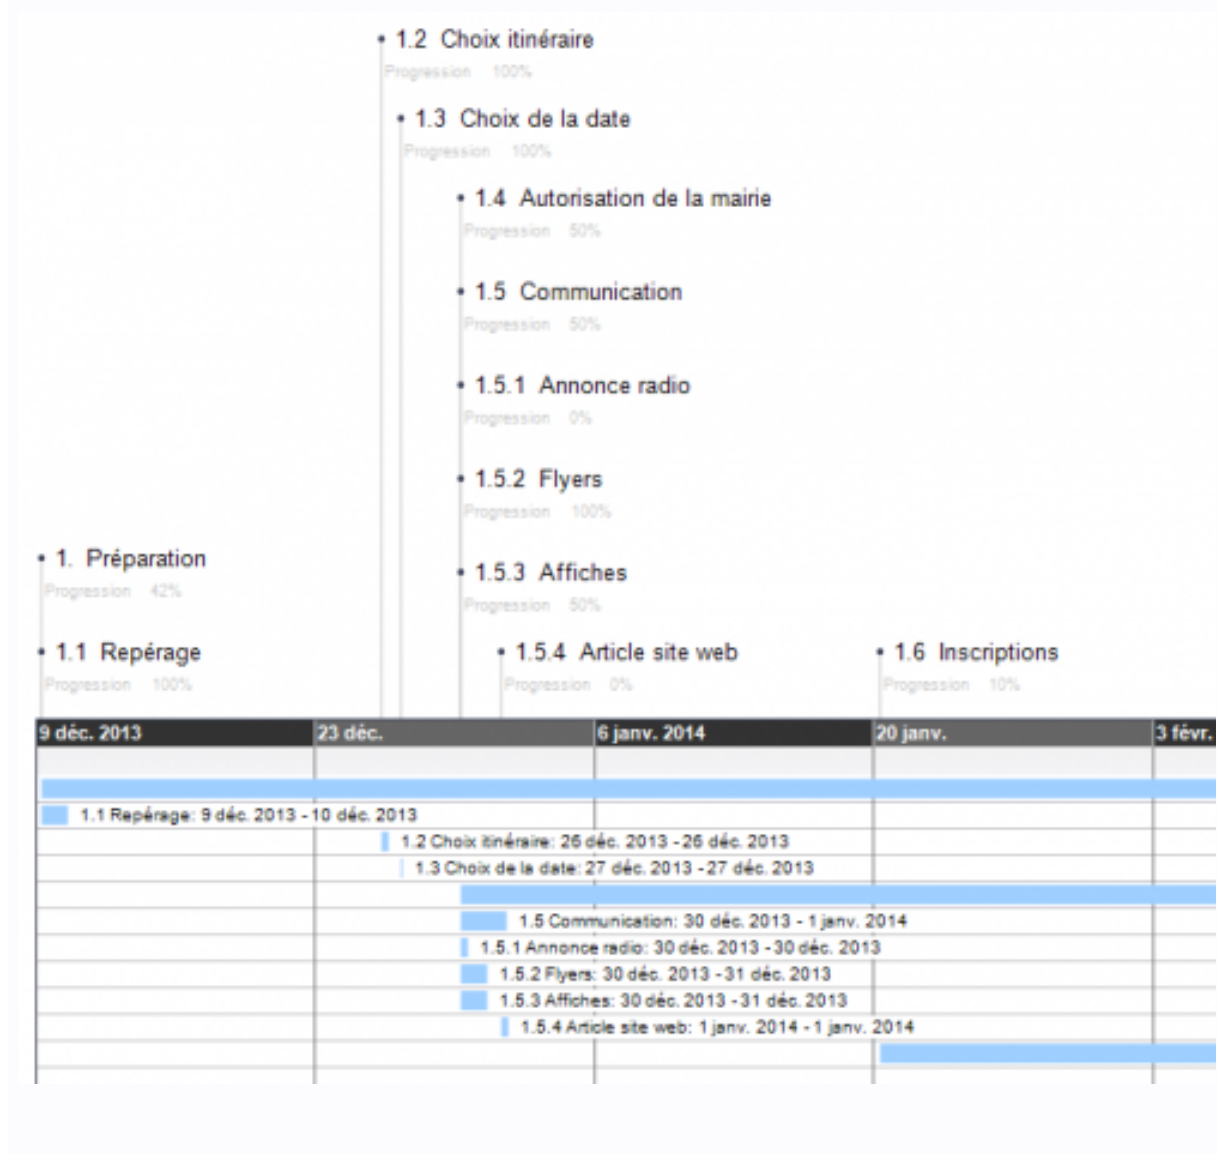 1.2 Choix itinéraire
Progression 100%
1.3 Choix de la date
Progression 100%
1.4 Autorisation de la mairie
Progression 50%
1.5 Communication
Progression 50%
1.5.1 Annonce radio
Progression 0%
1.5.2 Flyers
Progression 100%
1. Préparation
Progression 42%
1.5.3 Affiches
Progression 50%
1.1 Repérage
Progression 100%
1.5.4 Article site web
Progression 0%
1.6 Inscriptions
Progression 10%
9 déc. 2013 23 déc. 6 janv. 2014 20 janv. 3 févr.
1.1 Repérage: 9 déc. 2013 - 10 déc. 2013
1.2 Choix itinéraire: 26 déc. 2013 - 26 déc. 2013
1.3 Choix de la date: 27 déc. 2013 - 27 déc. 2013
1.5 Communication: 30 déc. 2013 - 1 janv. 2014
1.5.1 Annonce radio: 30 déc. 2013 - 30 déc. 2013
1.5.2 Flyers: 30 déc. 2013 - 31 déc. 2013
1.5.3 Affiches: 30 déc. 2013 - 31 déc. 2013
1.5.4 Article site web: 1 janv. 2014 - 1 janv. 2014